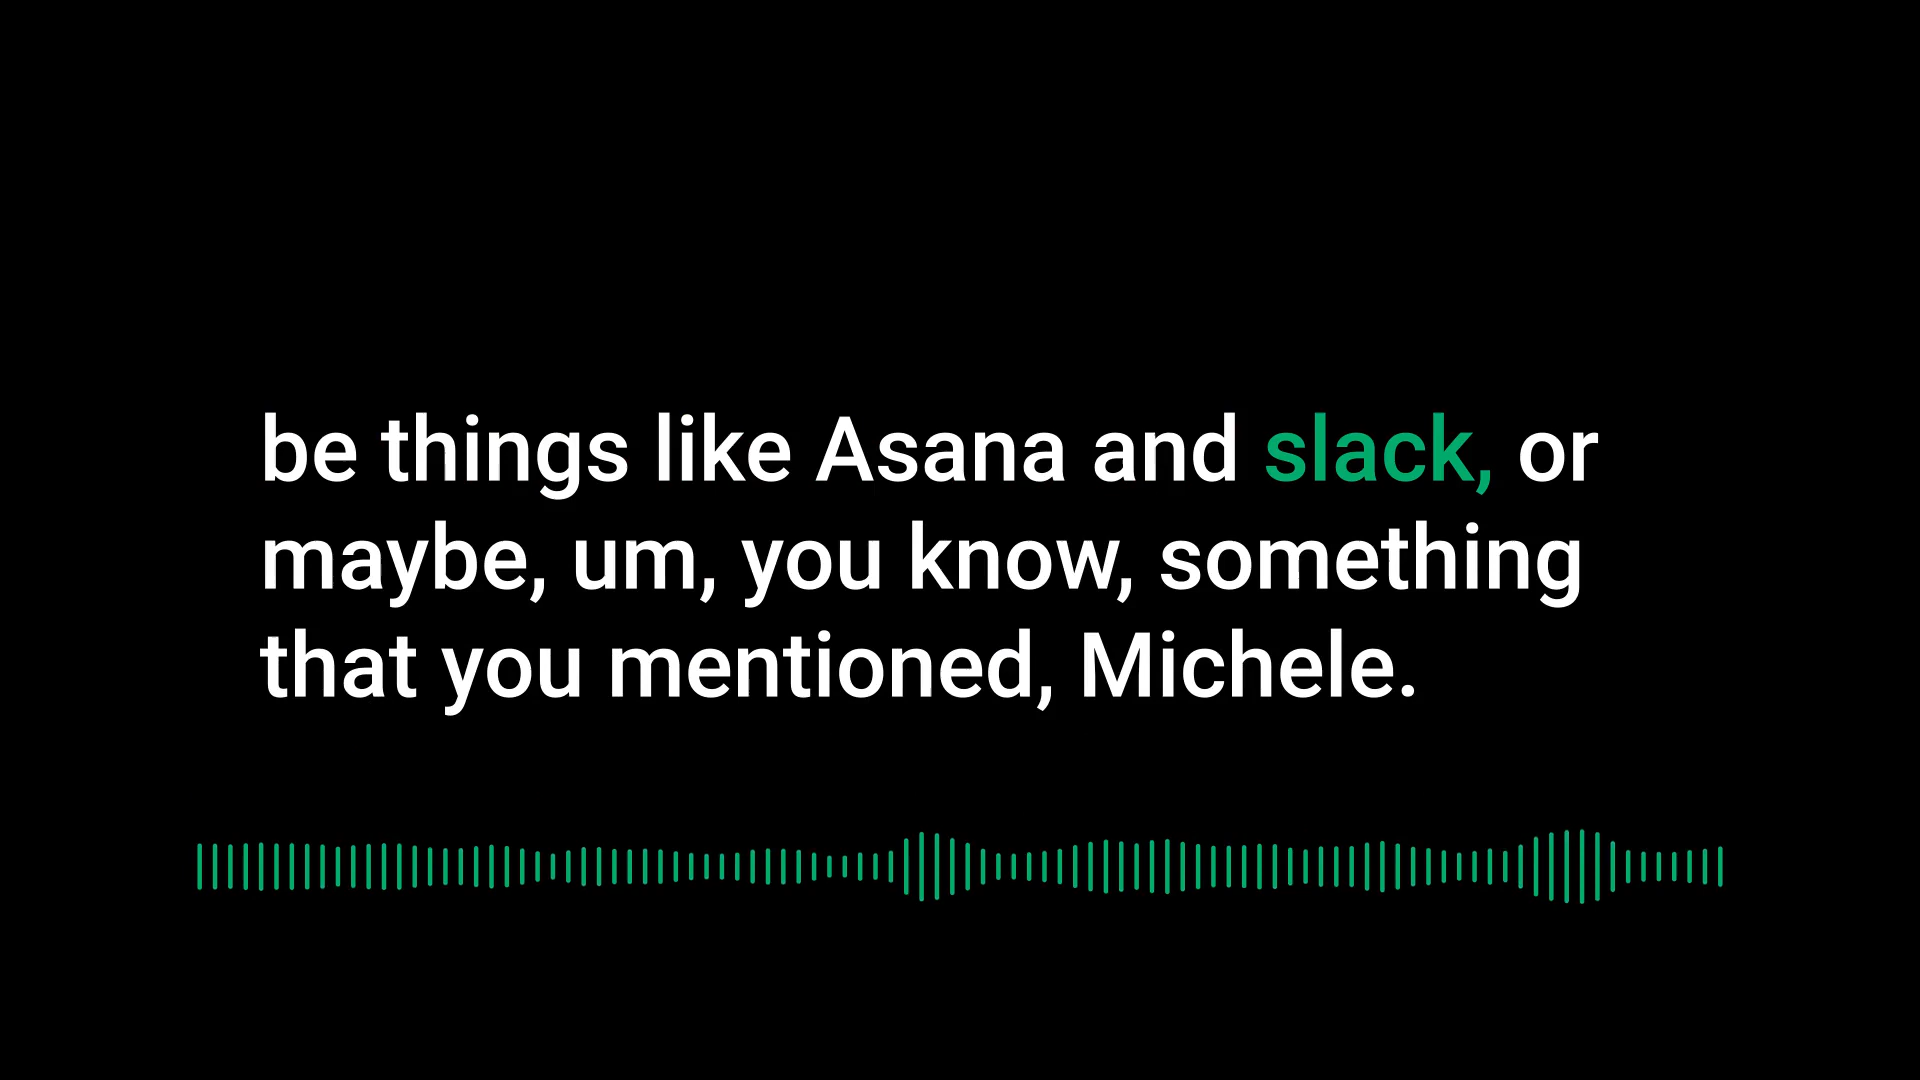 be things like Asana and slack, or
maybe, um, you know, something
that you mentioned, Michele.